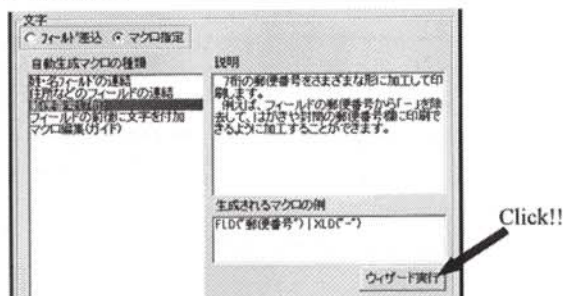 文字
フィールド差込 マクロ指定
自動生成マクロの種類
姓・名フィールドの連結
住所などのフィールドの連結
フィールドの前後に文字を付加
マクロ編集(ガイド)
説明
7桁の郵便番号をさまざまな形に加工して印
刷します。
例えば、フィールドの郵便番号から「-」を除
去して、はがきや封筒の郵便番号欄に印刷で
きるように加工することができます。
生成されるマクロの例
FLD("郵便番号")|XLD("-")
ウィザード実行
Click!!